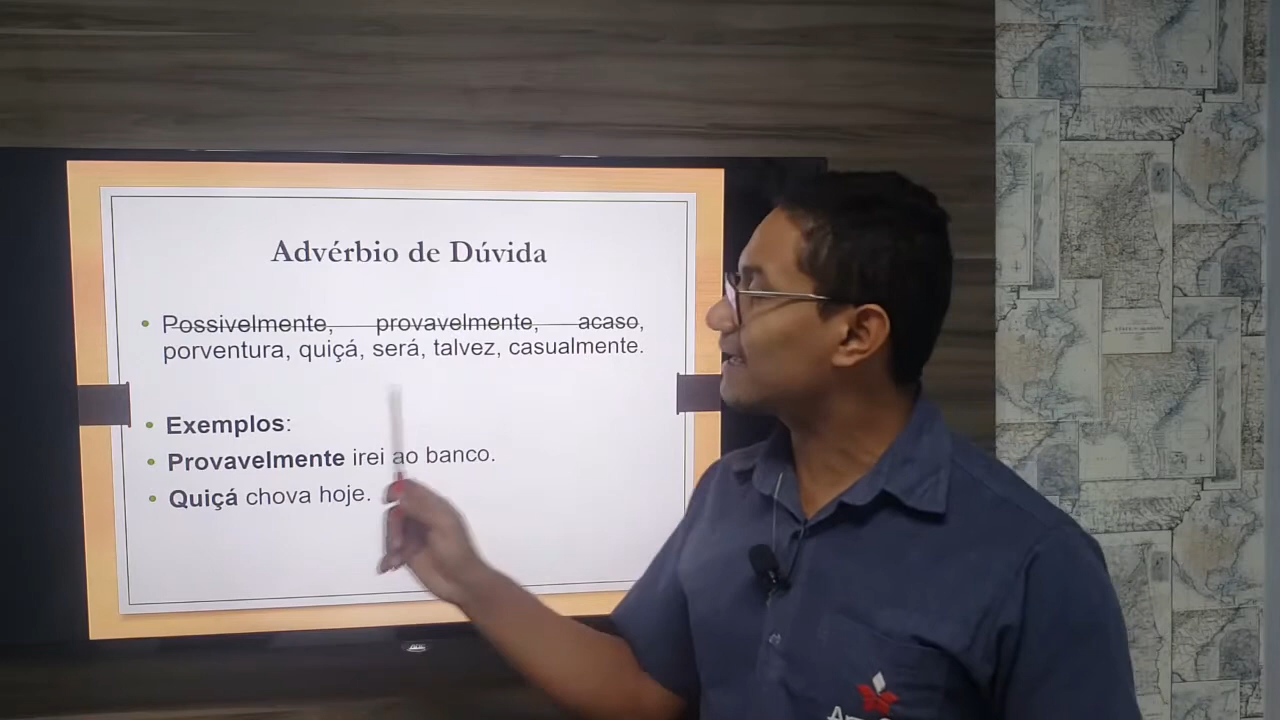 Advérbio de Dúvida
• Possivelmente, provavelmente, acaso,
porventura, quiçá, será, talvez, casualmente.
• Exemplos:
• Provavelmente irei ao banco.
• Quiçá chova hoje.
AOC